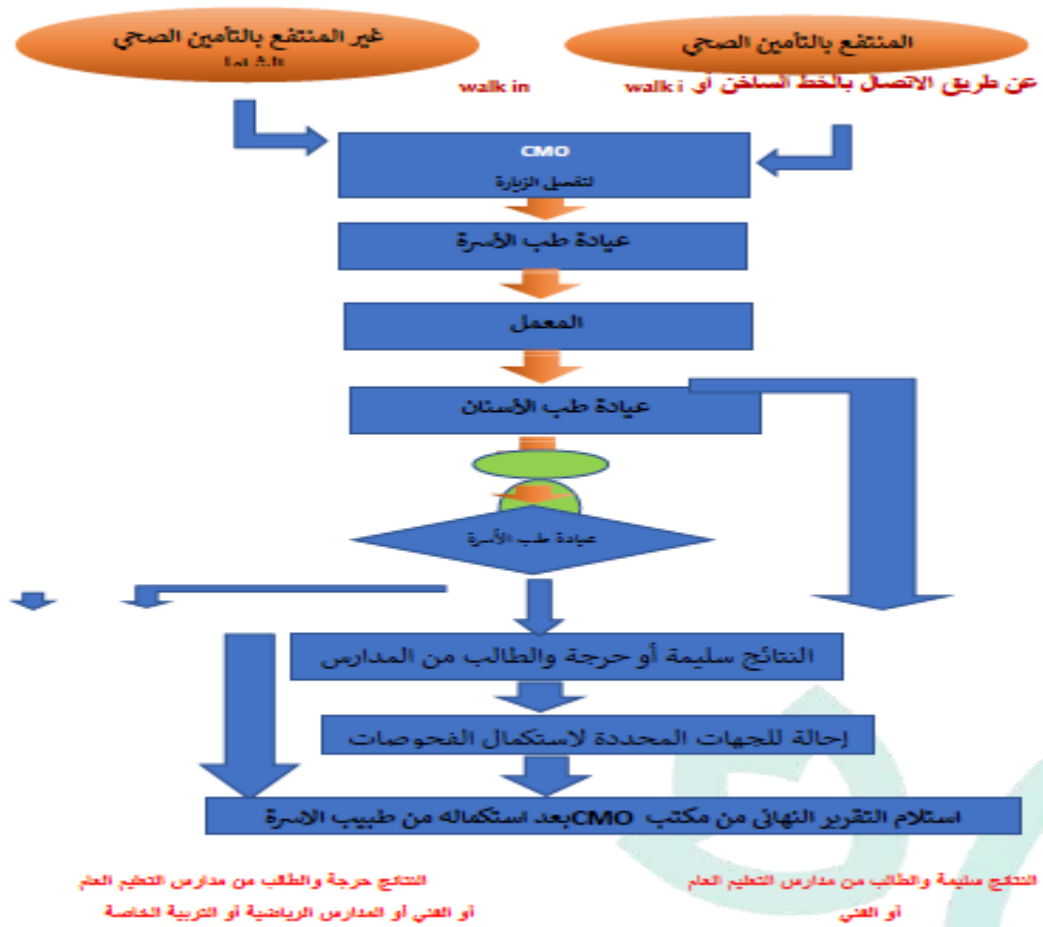 المنتفع بالتأمين الصحي
غير المنتفع بالتأمين الصحي
عن طريق الاتصال بالخط الساخن أو walk i
walk in
CMO
لتفعيل الزيارة
عيادة طب الأسرة
المعمل
عيادة طب الأسنان
عيادة طب الأسرة
النتائج سليمة أو حرجة والطالب من المدارس
إحالة للجهات المحددة لاستكمال الفحوصات
استلام التقرير النهائى من مكتب CMOبعد استكماله من طبيب الاسرة
النتائج سليمة والطالب من مدارس التعليم العام
أو الفني
النتائج حرجة والطالب من مدارس التعليم العام
أو الفني أو المدارس الرياضية أو التربية الخاصة